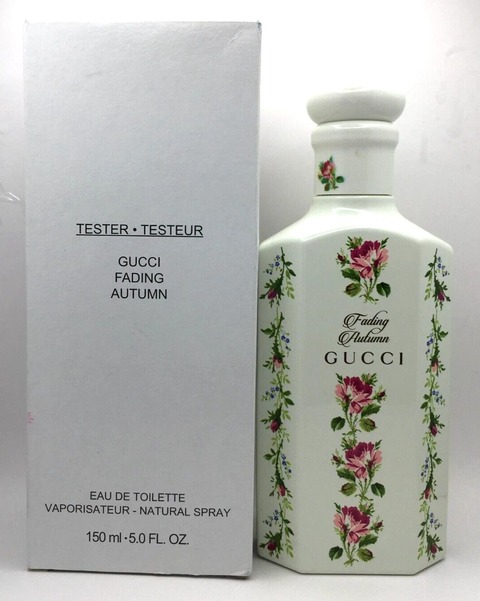 TESTER • TESTEUR
GUCCI
FADING
AUTUMN
EAU DE TOILETTE
VAPORISATEUR - NATURAL SPRAY
150 ml • 5.0 FL. OZ.
Fading
Autumn
GUCCI